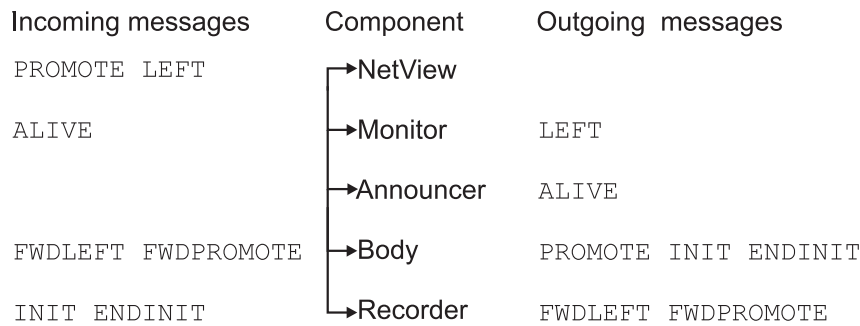 Incoming messages Component Outgoing messages
PROMOTE LEFT NetView
ALIVE Monitor LEFT
Announcer ALIVE
FWDLEFT FWDPROMOTE Body PROMOTE INIT ENDINIT
INIT ENDINIT Recorder FWDLEFT FWDPROMOTE